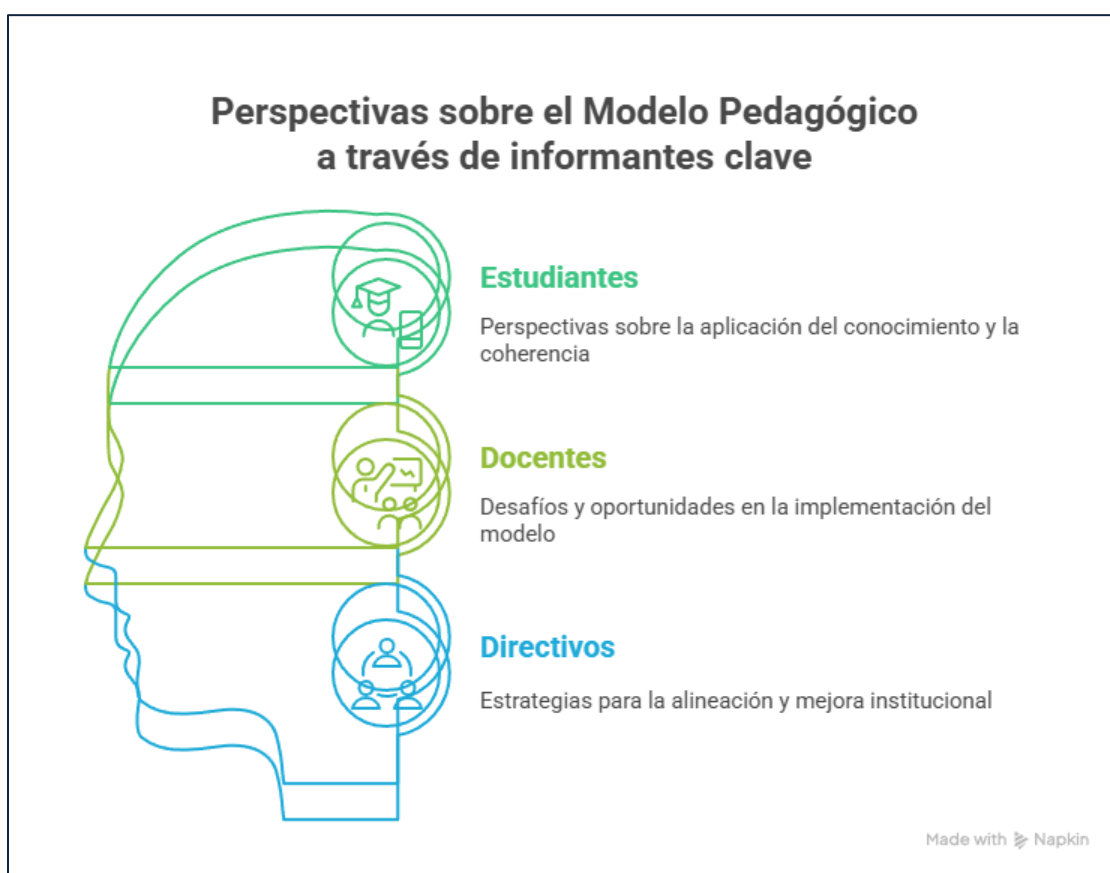 Perspectivas sobre el Modelo Pedagógico
a través de informantes clave
Estudiantes
Perspectivas sobre la aplicación del conocimiento y la
coherencia
Docentes
Desafíos y oportunidades en la implementación del
modelo
Directivos
Estrategias para la alineación y mejora institucional
Made with Napkin